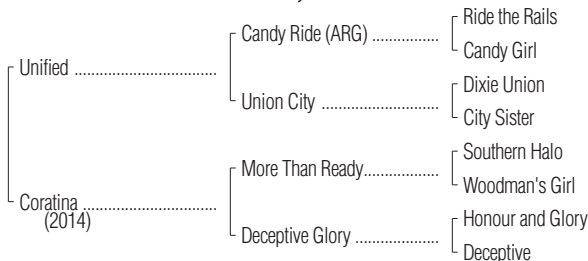 Ride the Rails
Candy Ride (ARG) ................
Candy Girl
Unified ..................................
Dixie Union
Union City ............................
City Sister
Southern Halo
More Than Ready..................
Woodman's Girl
Coratina ................................
(2014)
Honour and Glory
Deceptive Glory ....................
Deceptive